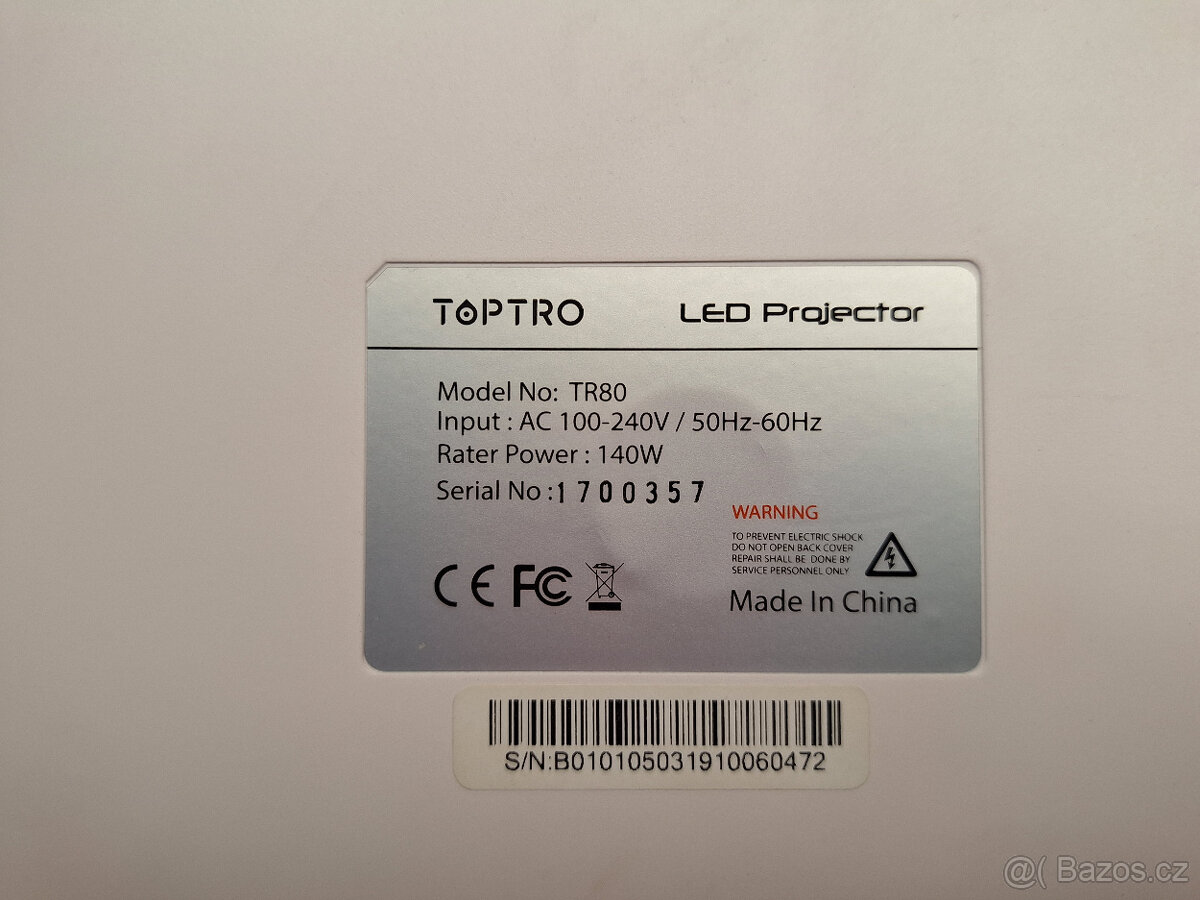 TOPTRO LED Projector
Model No: TR80
Input : AC 100-240V / 50Hz-60Hz
Rater Power : 140W
Serial No :1700357
WARNING
TO PREVENT ELECTRIC SHOCK
DO NOT OPEN BACK COVER
REPAIR SHALL BE DONE BY
SERVICE PERSONNEL ONLY
CE FC
Made In China
S/N:B010105031910060472
@( Bazos.cz